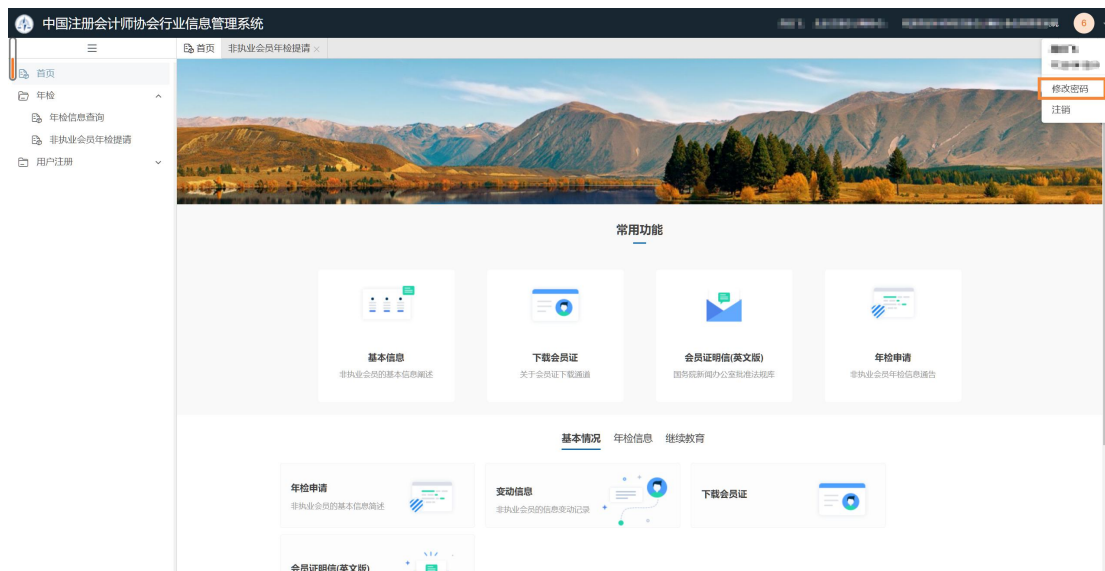 中国注册会计师协会行业信息管理系统
6
首页
非执业会员年检提请 ×
修改密码
注销
首页
年检
年检信息查询
非执业会员年检提请
用户注册
常用功能
基本信息
非执业会员的基本信息阐述
下载会员证
关于会员证下载通道
会员证明信(英文版)
国务院新闻办公室批准法规库
年检申请
非执业会员年检信息通告
基本情况 年检信息 继续教育
年检申请
非执业会员的基本信息简述
变动信息
非执业会员的信息变动记录
下载会员证
会员证明信(英文版)